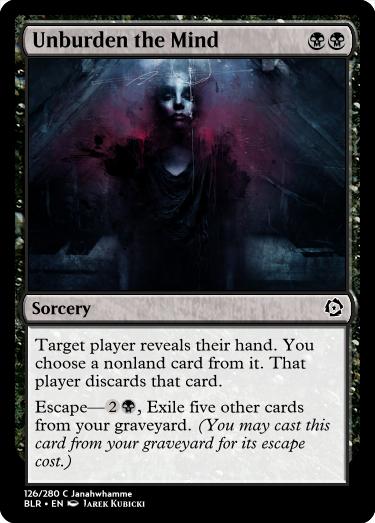 Unburden the Mind
Sorcery
Target player reveals their hand. You
choose a nonland card from it. That
player discards that card.
Escape—2, Exile five other cards
from your graveyard. (You may cast this
card from your graveyard for its escape
cost.)
126/280 C Janahwhamme
BLR • EN Jarek Kubicki